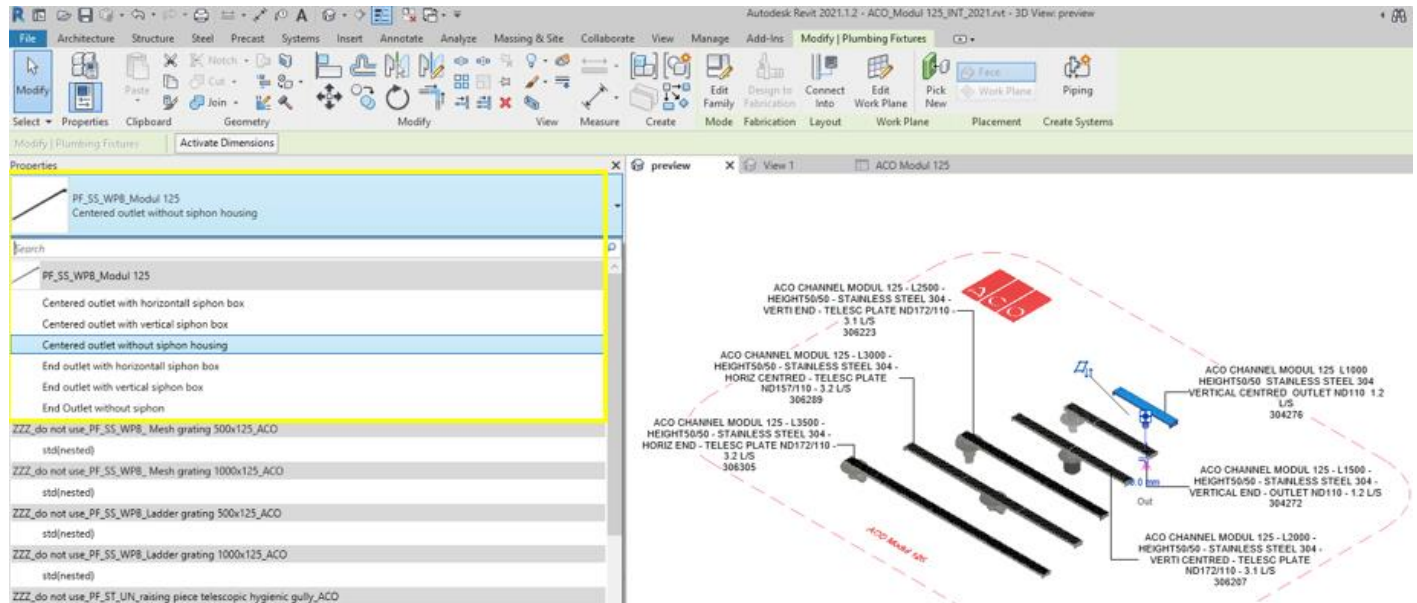 Autodesk Revit 2021.1.2 - ACO_Modul 125_INT_2021.rvt - 3D View: preview
File Architecture Structure Steel Precast Systems Insert Annotate Analyze Massing & Site Collaborate View Manage Add-Ins Modify | Plumbing Fixtures
Modify
Paste
Notch
Cut
Join
Edit Family
Design to Fabrication
Connect Into
Edit Work Plane
Pick New
Face
Work Plane
Piping
Select Properties Clipboard Geometry Modify View Measure Create Mode Fabrication Layout Work Plane Placement Create Systems
Modify | Plumbing Fixtures Activate Dimensions
Properties
PF_SS_WPB_Modul 125
Centered outlet without siphon housing
Search
PF_SS_WPB_Modul 125
Centered outlet with horizontall siphon box
Centered outlet with vertical siphon box
Centered outlet without siphon housing
End outlet with horizontall siphon box
End outlet with vertical siphon box
End Outlet without siphon
ZZZ_do not use_PF_SS_WPB_ Mesh grating 500x125_ACO
std(nested)
ZZZ_do not use_PF_SS_WPB_ Mesh grating 1000x125_ACO
std(nested)
ZZZ_do not use_PF_SS_WPB_Ladder grating 500x125_ACO
std(nested)
ZZZ_do not use_PF_SS_WPB_Ladder grating 1000x125_ACO
std(nested)
ZZZ_do not use_PF_ST_UN_raising piece telescopic hygienic gully_ACO
preview View 1 ACO Modul 125
ACO
ACO CHANNEL MODUL 125 - L2500 -
HEIGHT50/50 - STAINLESS STEEL 304 -
VERTI END - TELESC PLATE ND172/110 -
3.1 L/S
306223
ACO CHANNEL MODUL 125 - L3000 -
HEIGHT50/50 - STAINLESS STEEL 304 -
HORIZ CENTRED - TELESC PLATE
ND157/110 - 3.2 L/S
306289
ACO CHANNEL MODUL 125 - L3500 -
HEIGHT50/50 - STAINLESS STEEL 304 -
HORIZ END - TELESC PLATE ND172/110 -
3.2 L/S
306305
ACO CHANNEL MODUL 125 L1000
HEIGHT50/50 STAINLESS STEEL 304
VERTICAL CENTRED OUTLET ND110 1.2
L/S
304276
ACO CHANNEL MODUL 125 - L1500 -
HEIGHT50/50 - STAINLESS STEEL 304 -
VERTICAL END - OUTLET ND110 - 1.2 L/S
304272
Out
ACO CHANNEL MODUL 125 - L2000 -
HEIGHT50/50 - STAINLESS STEEL 304 -
VERTI CENTRED - TELESC PLATE
ND172/110 - 3.1 L/S
306207
ACO Modul 125